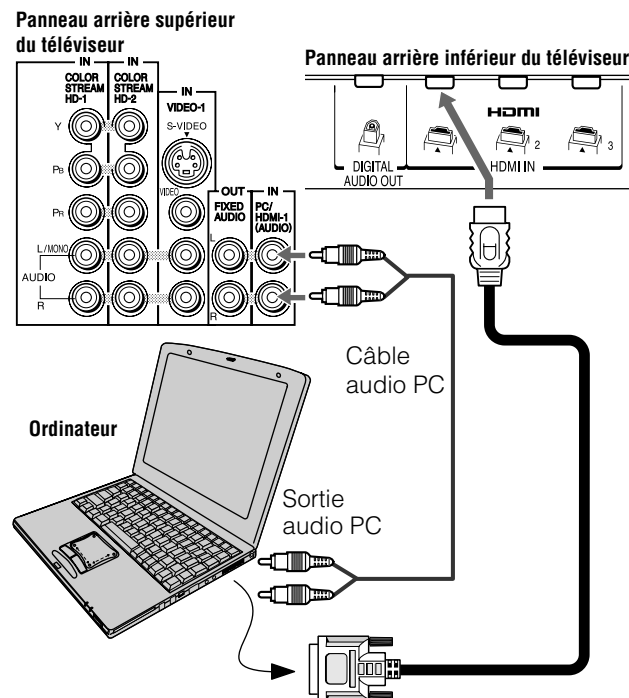 Panneau arrière supérieur
du téléviseur
Panneau arrière inférieur du téléviseur
IN
COLOR
STREAM
HD-1
IN
COLOR
STREAM
HD-2
IN
VIDEO-1
S-VIDEO
VIDEO
Y
PB
PR
L/MONO
AUDIO
R
OUT
FIXED
AUDIO
L
R
IN
PC/
HDMI-1
(AUDIO)
DIGITAL
AUDIO OUT
HDMI
2
3
HDMI IN
Câble
audio PC
Ordinateur
Sortie
audio PC